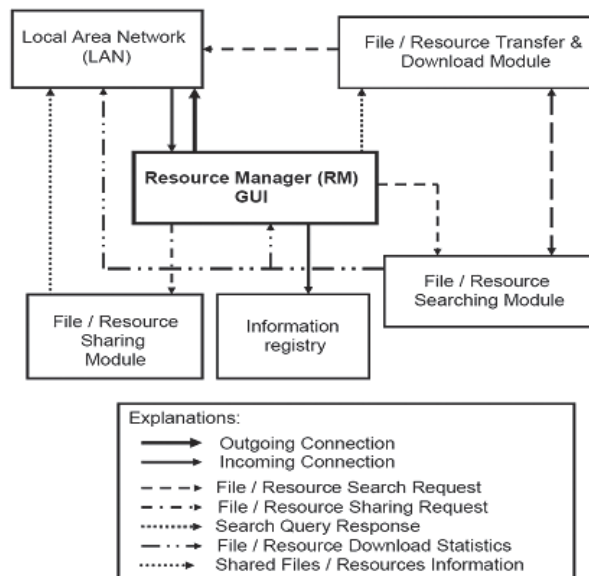 Local Area Network
(LAN)
File / Resource Transfer &
Download Module
Resource Manager (RM)
GUI
File / Resource
Searching Module
File / Resource
Sharing
Module
Information
registry
Explanations:
Outgoing Connection
Incoming Connection
File / Resource Search Request
File / Resource Sharing Request
Search Query Response
File / Resource Download Statistics
Shared Files / Resources Information